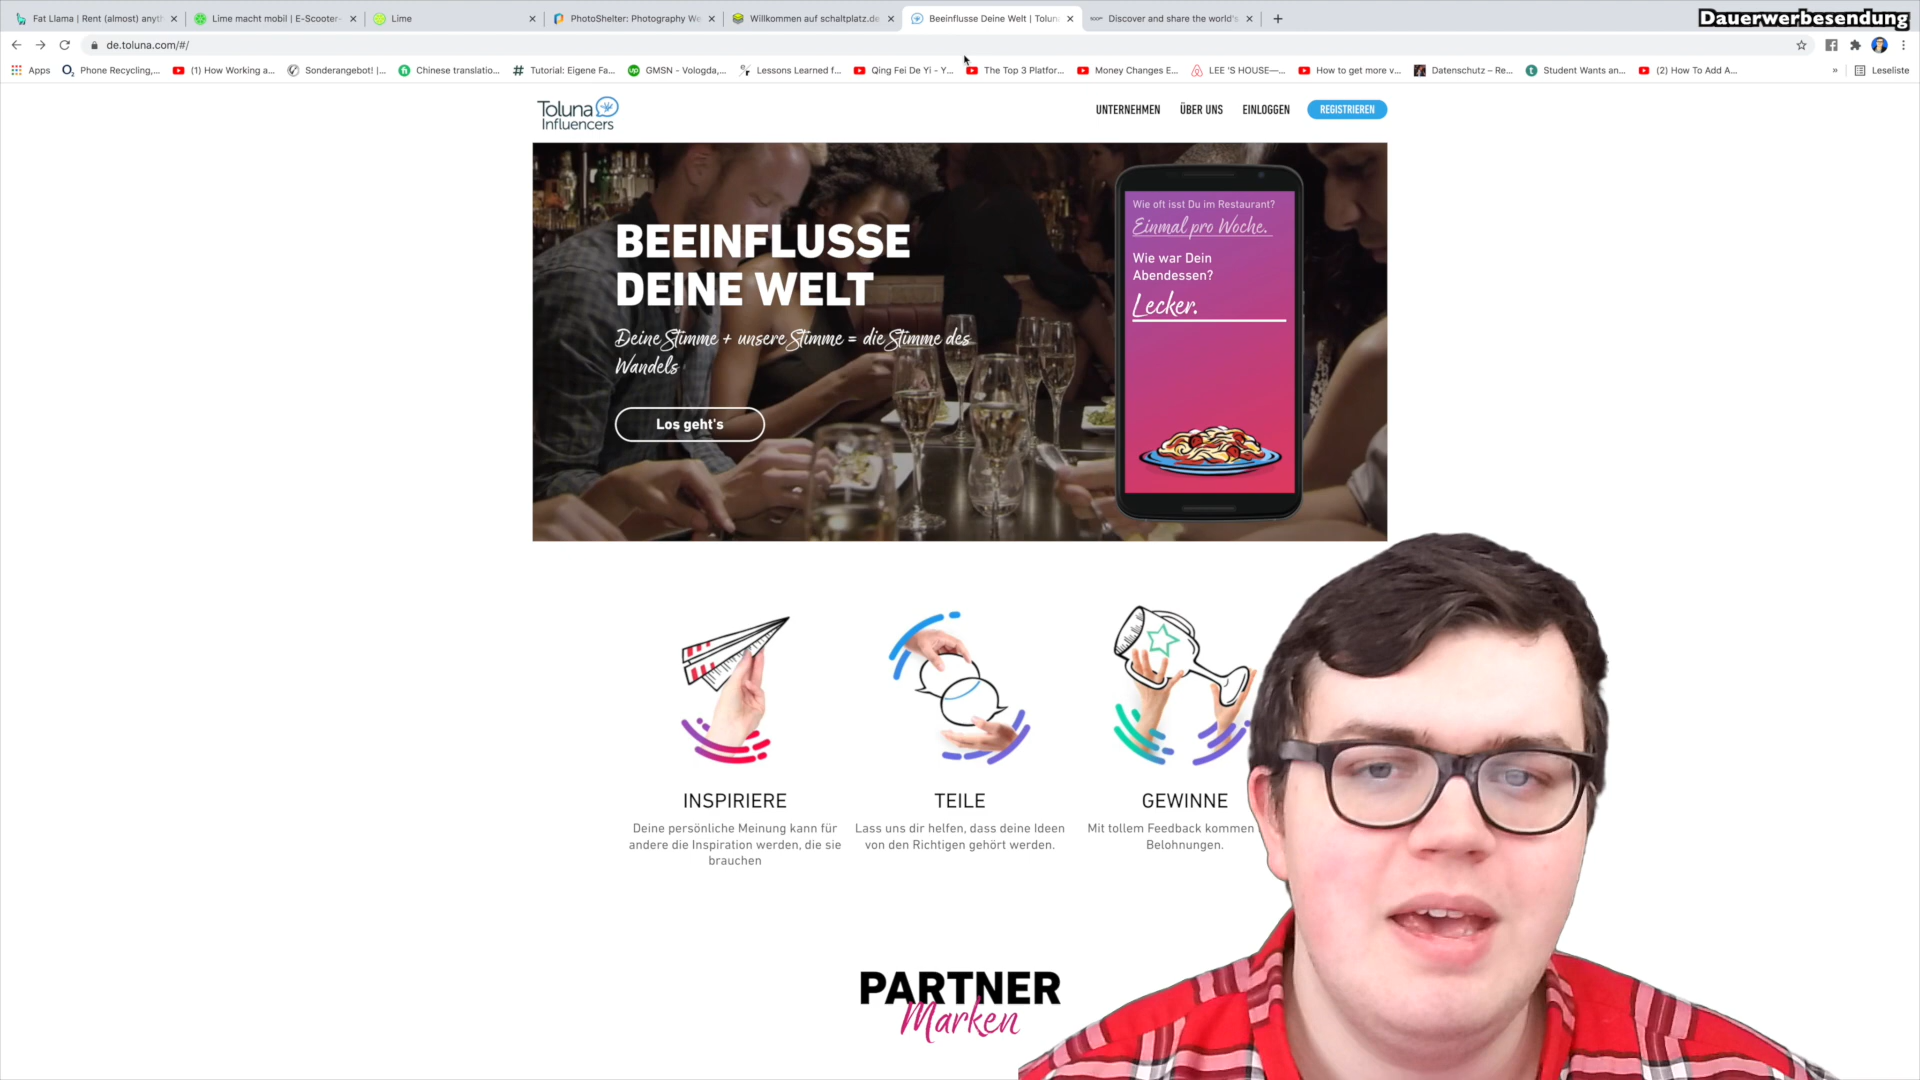 Fat Llama | Rent (almost) anyth
Lime macht mobil | E-Scooter-
Lime
PhotoShelter: Photography We
Willkommen auf schaltplatz.de
Beeinflusse Deine Welt | Tolun
Discover and share the world's
Dauerwerbesendung
de.toluna.com/#/
Apps
Phone Recycling,...
(1) How Working a...
Sonderangebot! |...
Chinese translatio...
Tutorial: Eigene Fa...
GMSN - Vologda,...
Lessons Learned f...
Qing Fei De Yi - Y...
The Top 3 Platfor...
Money Changes E...
LEE 'S HOUSE—...
How to get more v...
Datenschutz – Re...
Student Wants an...
(2) How To Add A...
»
Leseliste
Toluna
Influencers
UNTERNEHMEN
ÜBER UNS
EINLOGGEN
REGISTRIEREN
BEEINFLUSSE
DEINE WELT
Deine Stimme + unsere Stimme = die Stimme des
Wandels
Los geht's
Wie oft isst Du im Restaurant?
Einmal pro Woche.
Wie war Dein
Abendessen?
Lecker.
INSPIRIERE
Deine persönliche Meinung kann für
andere die Inspiration werden, die sie
brauchen
TEILE
Lass uns dir helfen, dass deine Ideen
von den Richtigen gehört werden.
GEWINNE
Mit tollem Feedback kommen
Belohnungen.
PARTNER
Marken